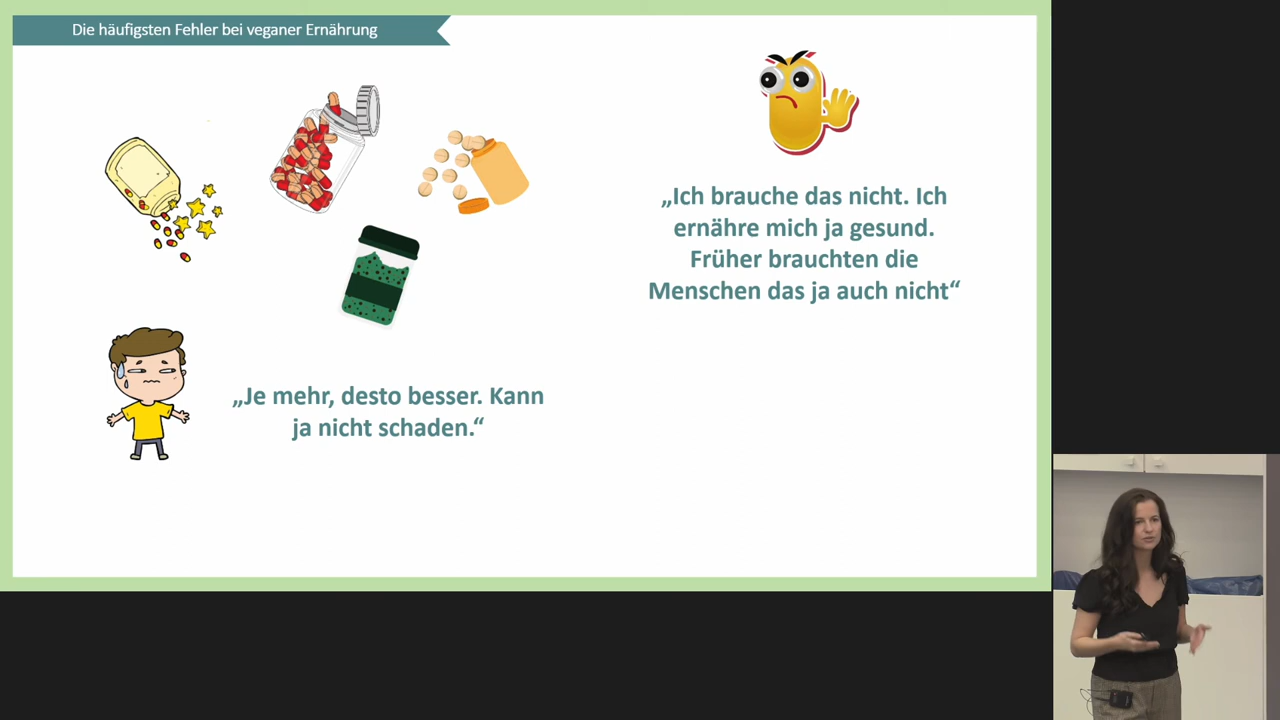 Die häufigsten Fehler bei veganer Ernährung
„Ich brauche das nicht. Ich
ernähre mich ja gesund.
Früher brauchten die
Menschen das ja auch nicht“
„Je mehr, desto besser. Kann
ja nicht schaden.“